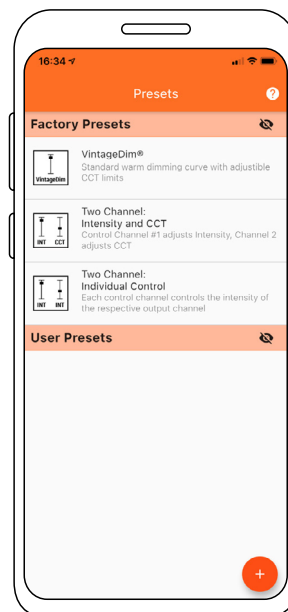 16:34
Presets
?
Factory Presets
VintageDim®
Standard warm dimming curve with adjustible
CCT limits
VintageDim
Two Channel:
Intensity and CCT
Control Channel #1 adjusts Intensity, Channel 2
adjusts CCT
INT CCT
Two Channel:
Individual Control
Each control channel controls the intensity of
the respective output channel
INT INT
User Presets
+